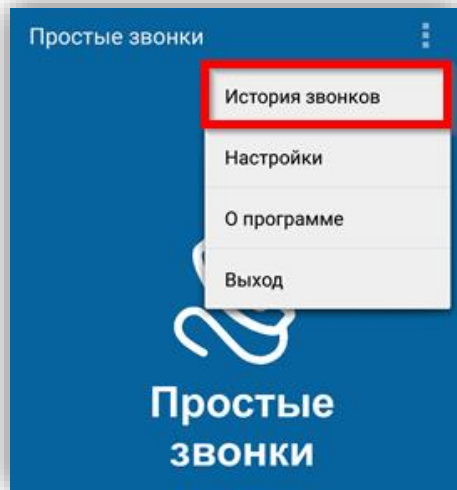 Простые звонки
История звонков
Настройки
О программе
Выход
Простые
звонки